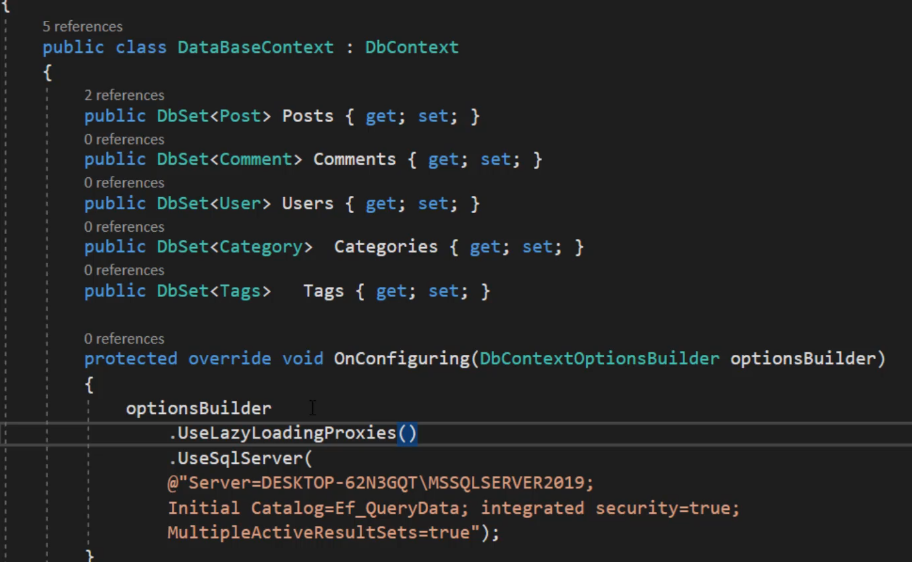 {
5 references
public class DataBaseContext : DbContext
{
2 references
public DbSet<Post> Posts { get; set; }
0 references
public DbSet<Comment> Comments { get; set; }
0 references
public DbSet<User> Users { get; set; }
0 references
public DbSet<Category>  Categories { get; set; }
0 references
public DbSet<Tags>   Tags { get; set; }
0 references
protected override void OnConfiguring(DbContextOptionsBuilder optionsBuilder)
{
optionsBuilder
.UseLazyLoadingProxies()
.UseSqlServer(
@"Server=DESKTOP-62N3GQT\MSSQLSERVER2019;
Initial Catalog=Ef_QueryData; integrated security=true;
MultipleActiveResultSets=true");
}